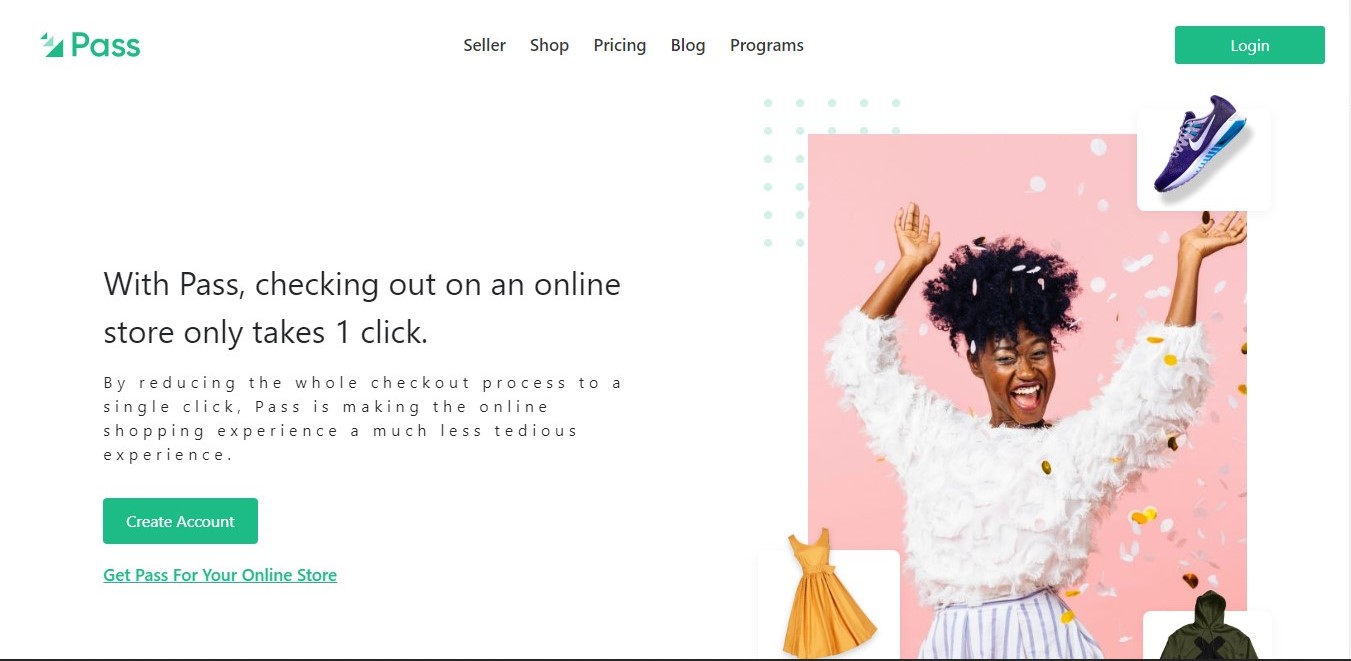 Pass
Seller Shop Pricing Blog Programs
Login
With Pass, checking out on an online
store only takes 1 click.
By reducing the whole checkout process to a
single click, Pass is making the online
shopping experience a much less tedious
experience.
Create Account
Get Pass For Your Online Store